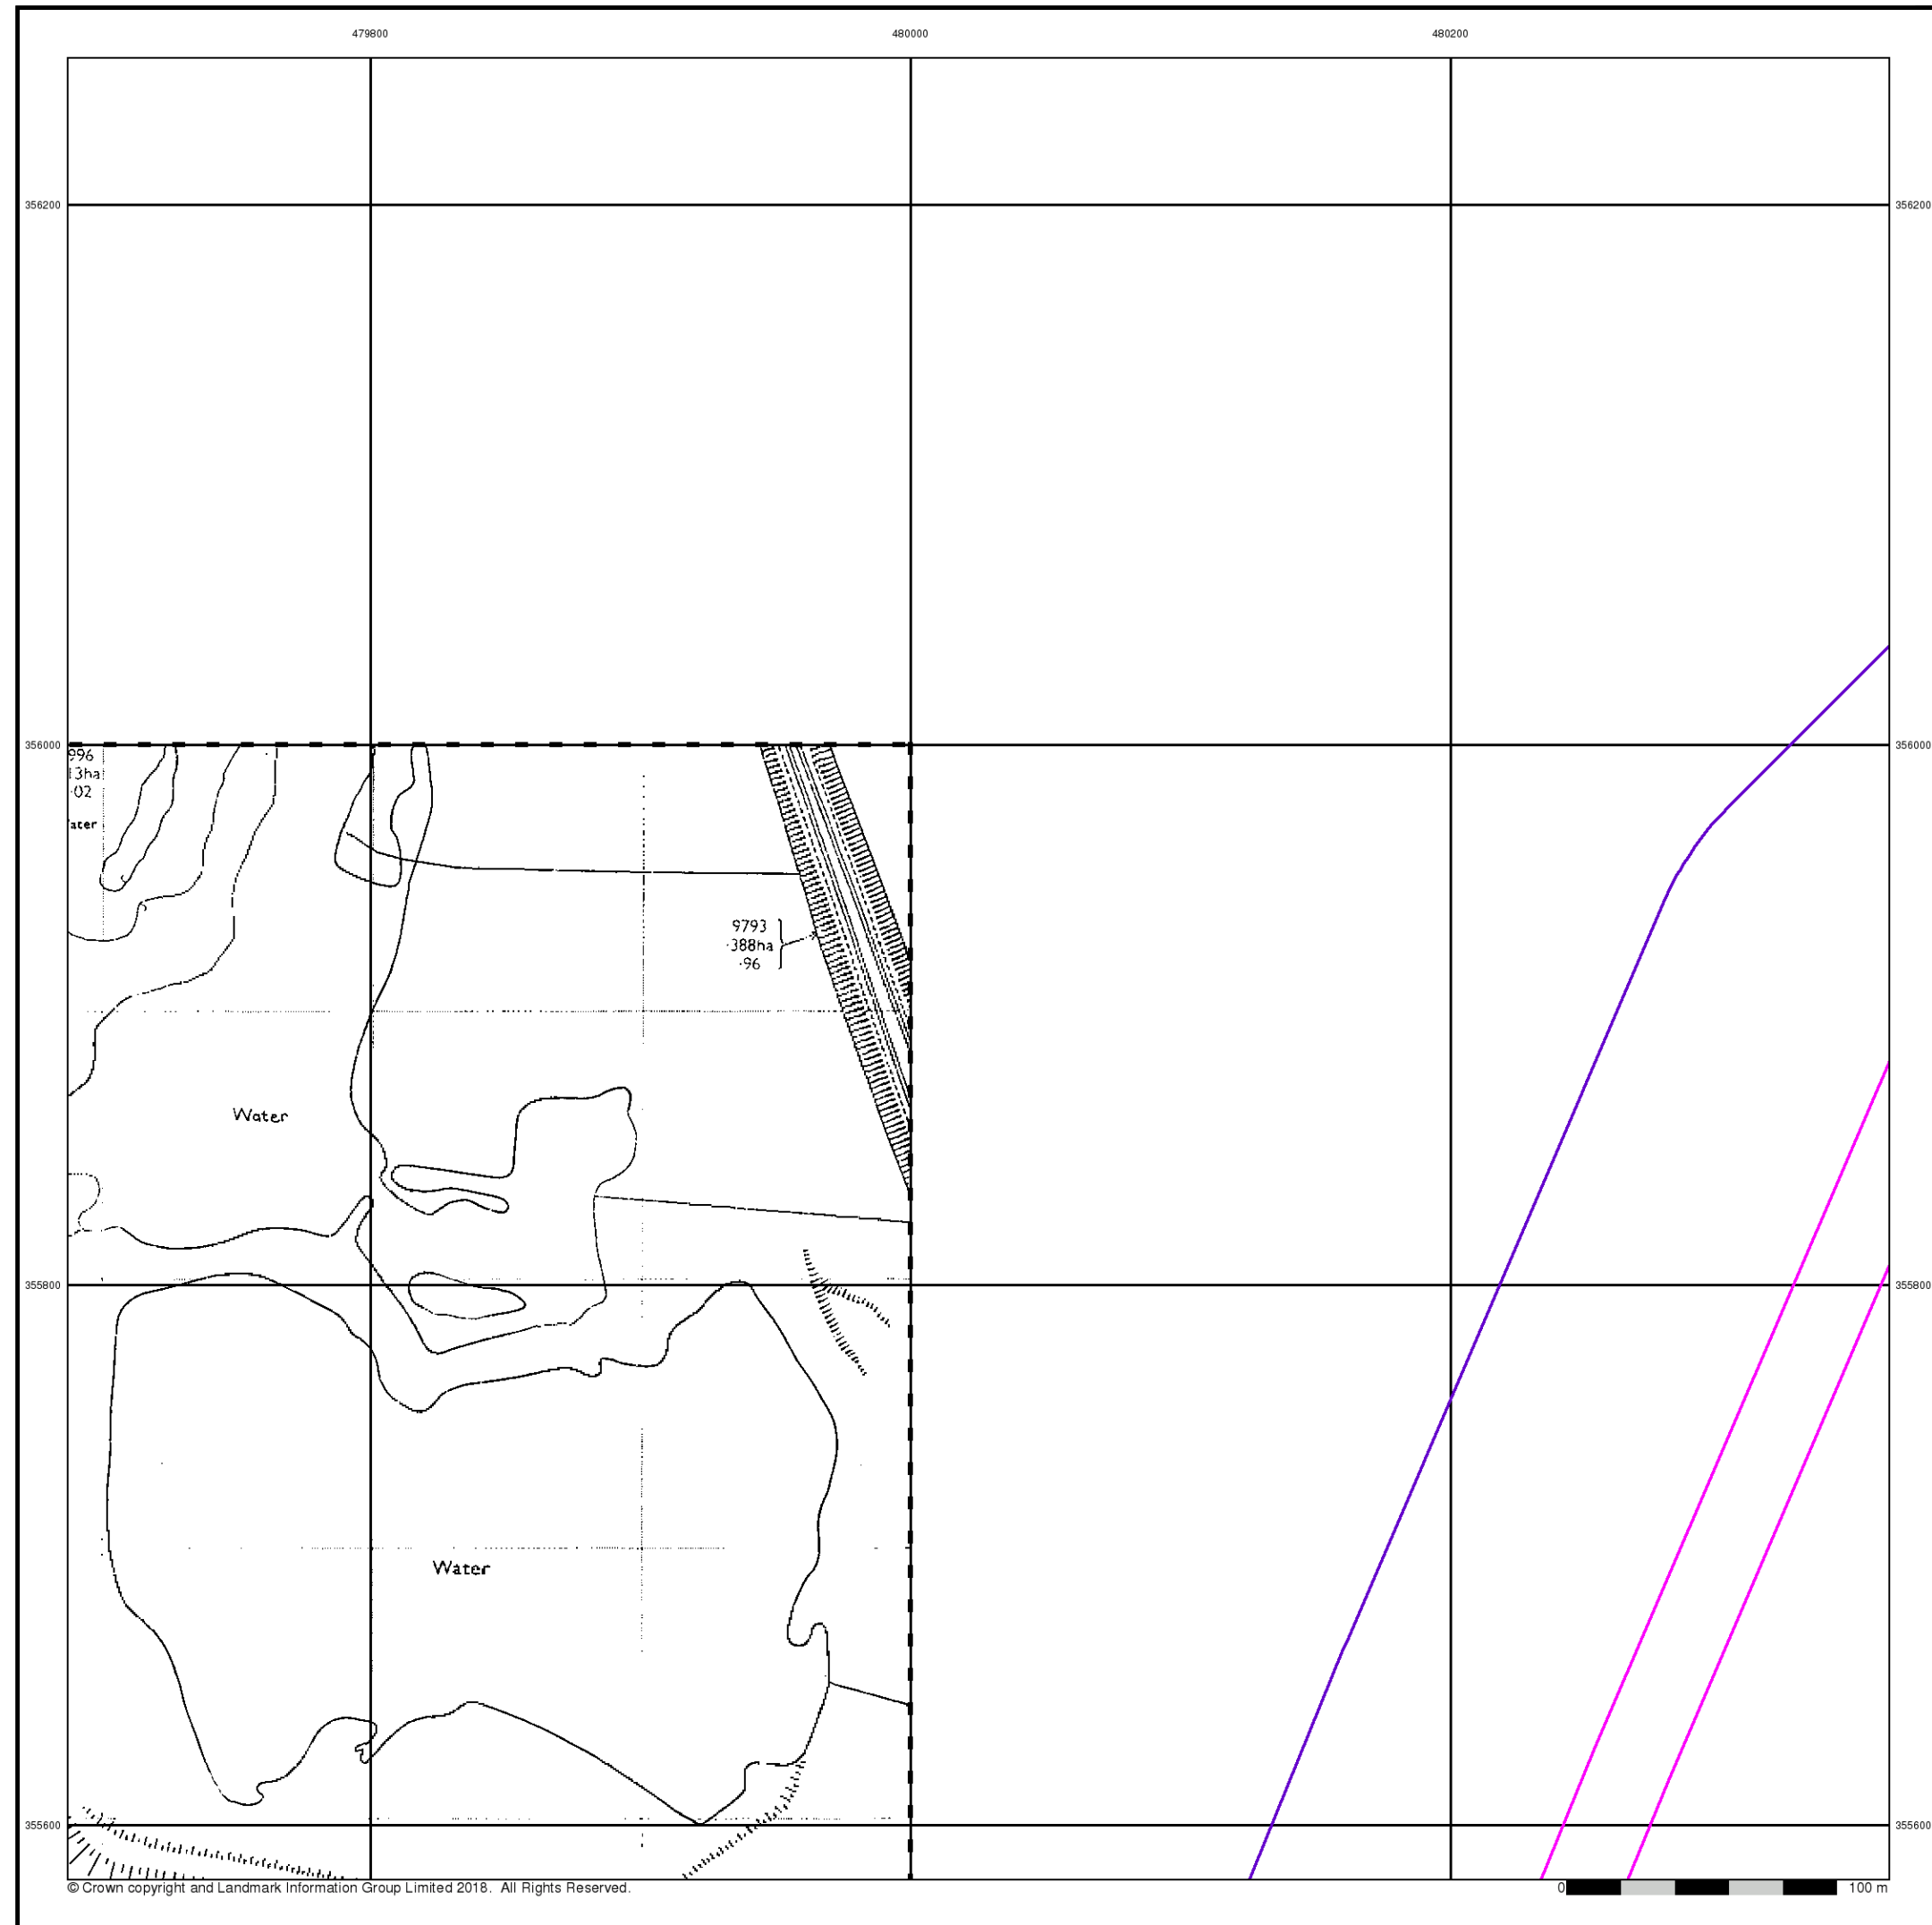 479800 480000 480200
356200 356200
356000 356000
996
13ha
·02
ater
9793
·388ha
·96
Water
355800 355800
Water
355600 355600
© Crown copyright and Landmark Information Group Limited 2018. All Rights Reserved.
0 100 m